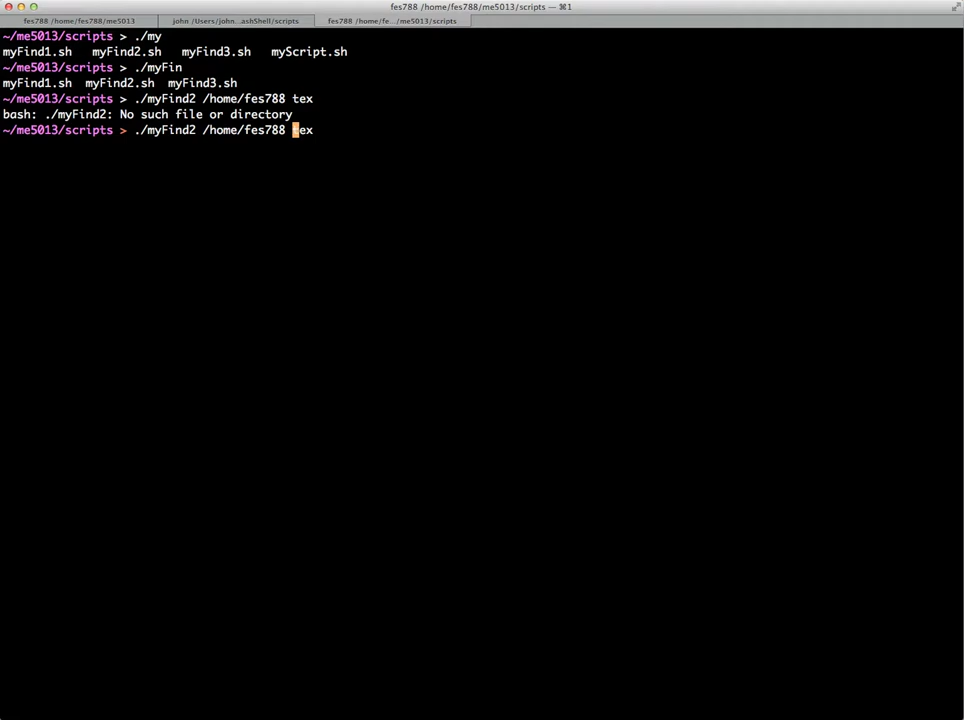 fes788 /home/fes788/me5013/scripts — ⌘1
fes788 /home/fes788/me5013 john /Users/john...ashShell/scripts fes788 /home/fe.../me5013/scripts
~/me5013/scripts > ./my
myFind1.sh myFind2.sh myFind3.sh myScript.sh
~/me5013/scripts > ./myFin
myFind1.sh myFind2.sh myFind3.sh
~/me5013/scripts > ./myFind2 /home/fes788 tex
bash: ./myFind2: No such file or directory
~/me5013/scripts > ./myFind2 /home/fes788 tex